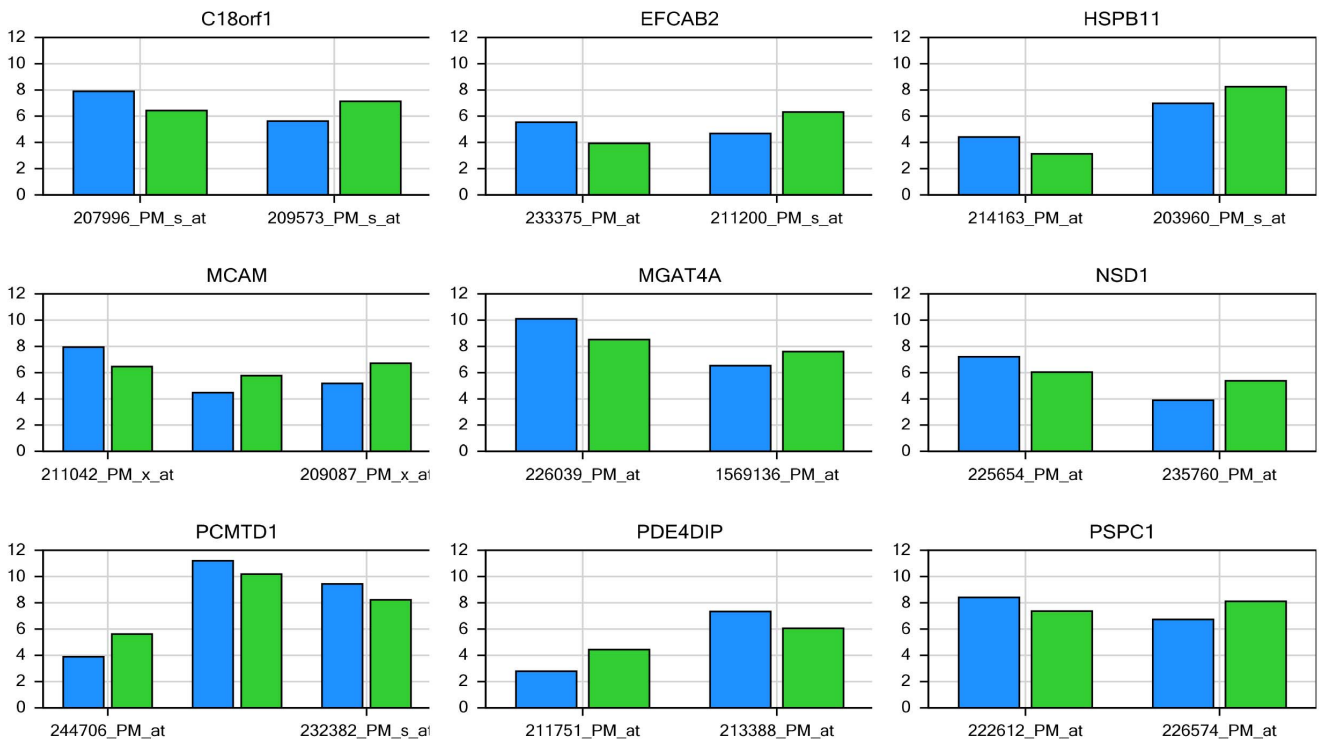 C18orf1 EFCAB2 HSPB11
12 12 12
10 10 10
8 8 8
6 6 6
4 4 4
2 2 2
0 0 0
207996_PM_s_at 209573_PM_s_at 233375_PM_at 211200_PM_s_at 214163_PM_at 203960_PM_s_at
MCAM MGAT4A NSD1
12 12 12
10 10 10
8 8 8
6 6 6
4 4 4
2 2 2
0 0 0
211042_PM_x_at 209087_PM_x_at 226039_PM_at 1569136_PM_at 225654_PM_at 235760_PM_at
PCMTD1 PDE4DIP PSPC1
12 12 12
10 10 10
8 8 8
6 6 6
4 4 4
2 2 2
0 0 0
244706_PM_at 232382_PM_s_at 211751_PM_at 213388_PM_at 222612_PM_at 226574_PM_at